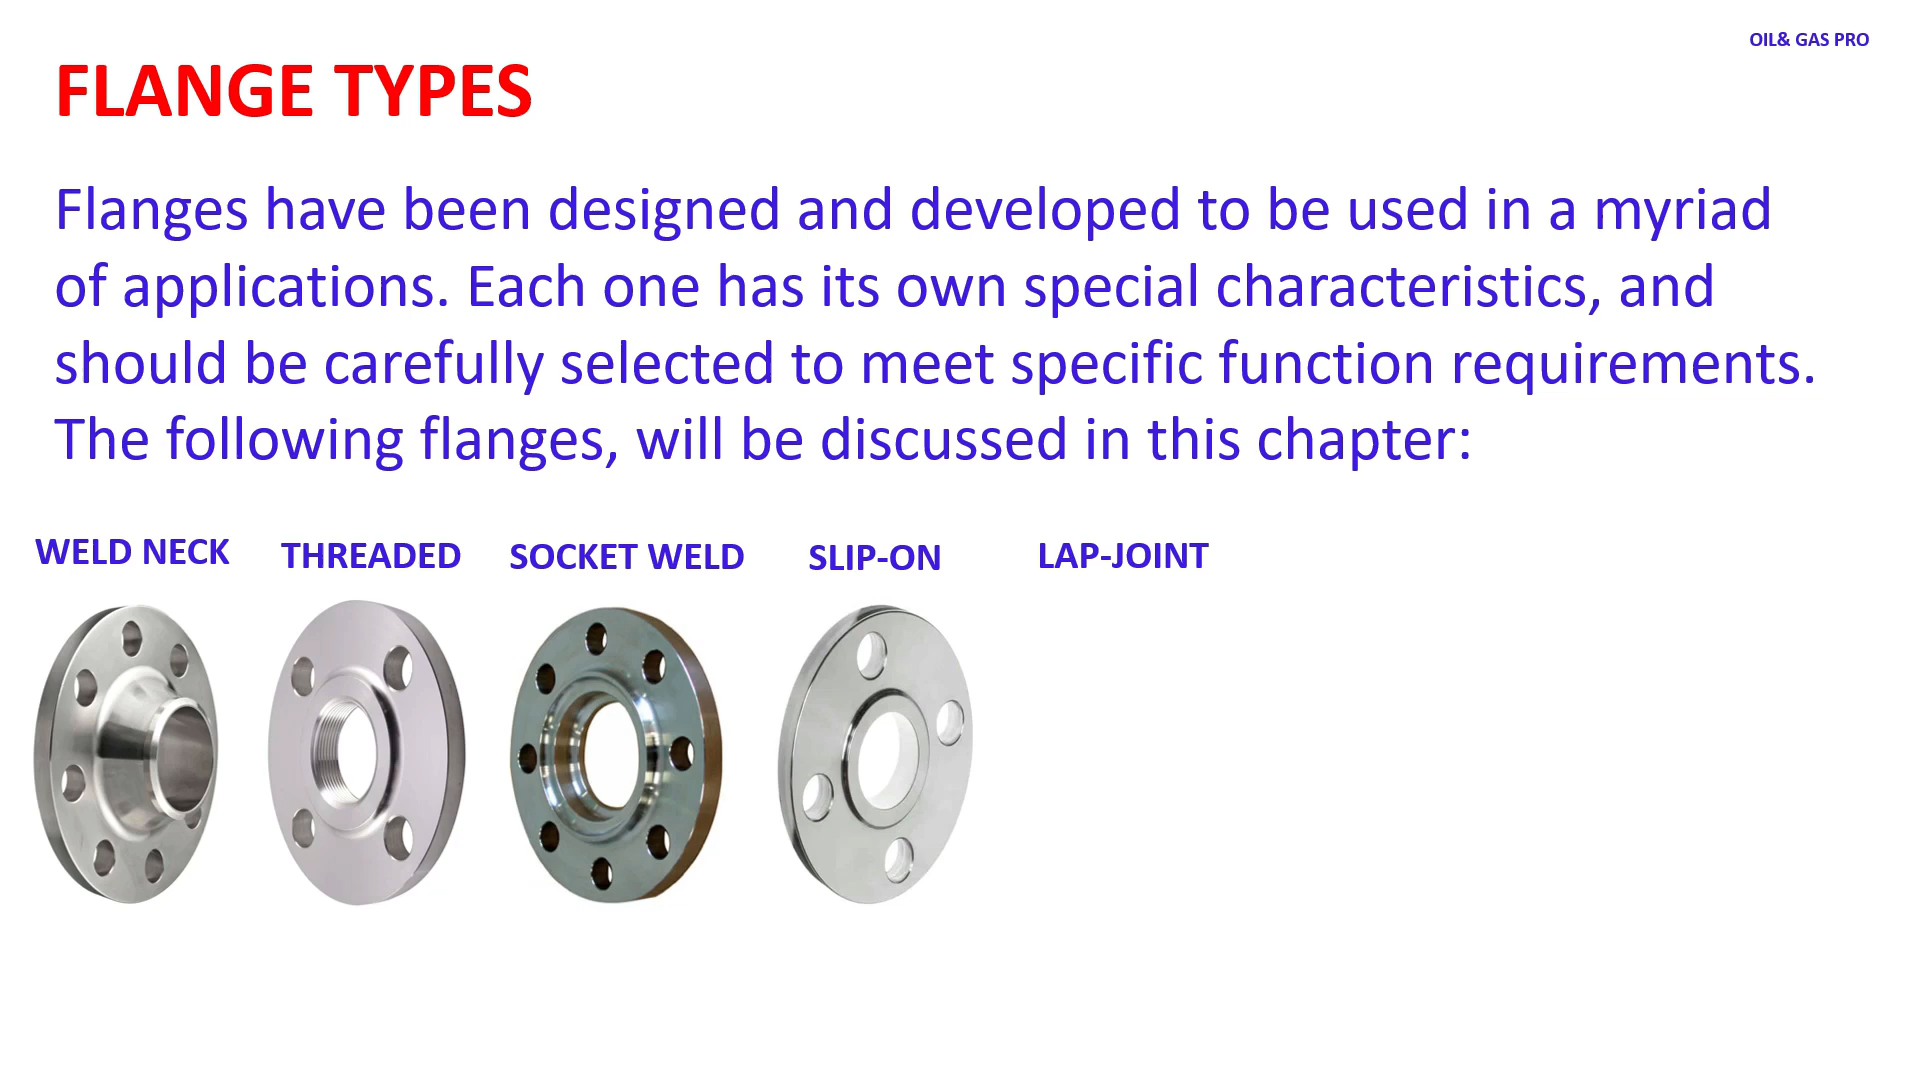 OIL& GAS PRO
FLANGE TYPES
Flanges have been designed and developed to be used in a myriad
of applications. Each one has its own special characteristics, and
should be carefully selected to meet specific function requirements.
The following flanges, will be discussed in this chapter:
WELD NECK
THREADED
SOCKET WELD
SLIP-ON
LAP-JOINT